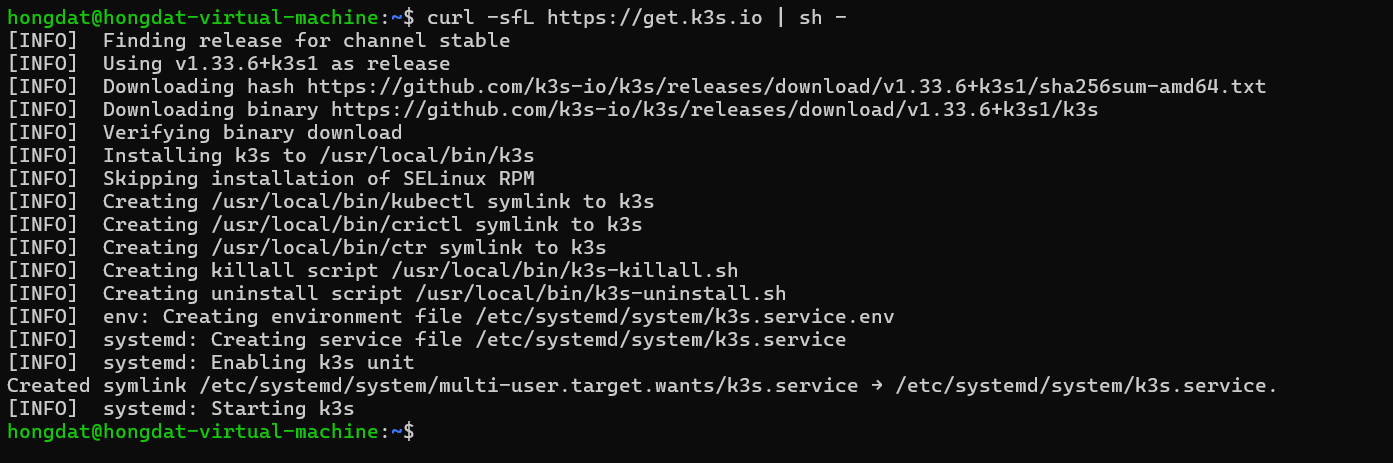 hongdat@hongdat-virtual-machine:~$ curl -sfL https://get.k3s.io | sh -
[INFO]  Finding release for channel stable
[INFO]  Using v1.33.6+k3s1 as release
[INFO]  Downloading hash https://github.com/k3s-io/k3s/releases/download/v1.33.6+k3s1/sha256sum-amd64.txt
[INFO]  Downloading binary https://github.com/k3s-io/k3s/releases/download/v1.33.6+k3s1/k3s
[INFO]  Verifying binary download
[INFO]  Installing k3s to /usr/local/bin/k3s
[INFO]  Skipping installation of SELinux RPM
[INFO]  Creating /usr/local/bin/kubectl symlink to k3s
[INFO]  Creating /usr/local/bin/crictl symlink to k3s
[INFO]  Creating /usr/local/bin/ctr symlink to k3s
[INFO]  Creating killall script /usr/local/bin/k3s-killall.sh
[INFO]  Creating uninstall script /usr/local/bin/k3s-uninstall.sh
[INFO]  env: Creating environment file /etc/systemd/system/k3s.service.env
[INFO]  systemd: Creating service file /etc/systemd/system/k3s.service
[INFO]  systemd: Enabling k3s unit
Created symlink /etc/systemd/system/multi-user.target.wants/k3s.service → /etc/systemd/system/k3s.service.
[INFO]  systemd: Starting k3s
hongdat@hongdat-virtual-machine:~$